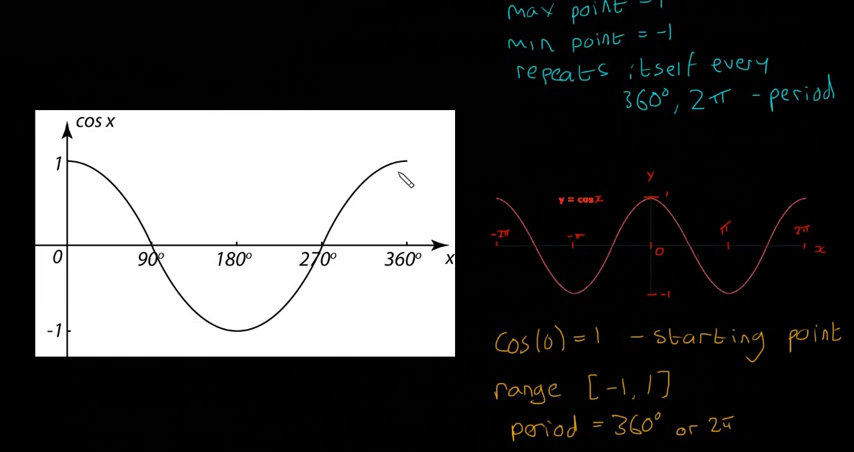 max point = 1
min point = -1
repeats itself every
360°, 2π - period
cos x
1
0
90°
180°
270°
360°
x
-1
y
1
y = cos x
-2π
-π
0
π
2π
x
-1
cos(0) = 1 - starting point
range [-1, 1]
period = 360° or 2π